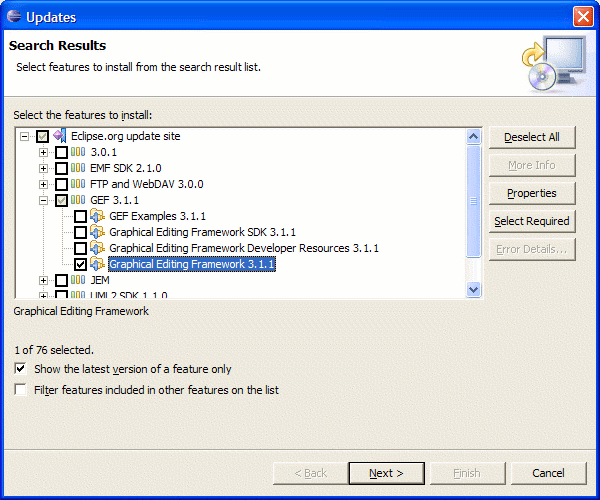 Updates
Search Results
Select features to install from the search result list.
Select the features to install:
Eclipse.org update site
3.0.1
EMF SDK 2.1.0
FTP and WebDAV 3.0.0
GEF 3.1.1
GEF Examples 3.1.1
Graphical Editing Framework SDK 3.1.1
Graphical Editing Framework Developer Resources 3.1.1
Graphical Editing Framework 3.1.1
JEM
UML2 SDK 1.1.0
Deselect All
More Info
Properties
Select Required
Error Details...
Graphical Editing Framework
1 of 76 selected.
Show the latest version of a feature only
Filter features included in other features on the list
< Back
Next >
Finish
Cancel